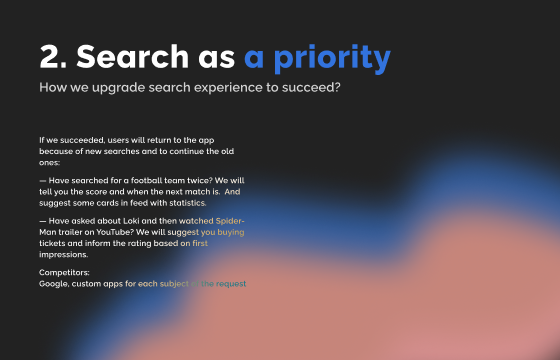 2. Search as a priority
How we upgrade search experience to succeed?
If we succeeded, users will return to the app
because of new searches and to continue the old
ones:
— Have searched for a football team twice? We will
tell you the score and when the next match is. And
suggest some cards in feed with statistics.
— Have asked about Loki and then watched Spider-
Man trailer on YouTube? We will suggest you buying
tickets and inform the rating based on first
impressions.
Competitors:
Google, custom apps for each subject the request